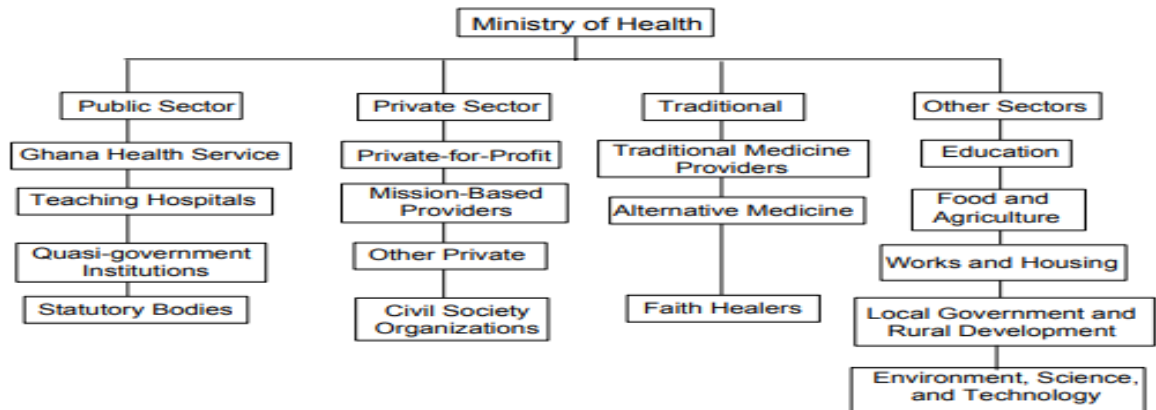 Ministry of Health
Public Sector
Ghana Health Service
Teaching Hospitals
Quasi-government
Institutions
Statutory Bodies
Private Sector
Private-for-Profit
Mission-Based
Providers
Other Private
Civil Society
Organizations
Traditional
Traditional Medicine
Providers
Alternative Medicine
Faith Healers
Other Sectors
Education
Food and
Agriculture
Works and Housing
Local Government and
Rural Development
Environment, Science,
and Technology